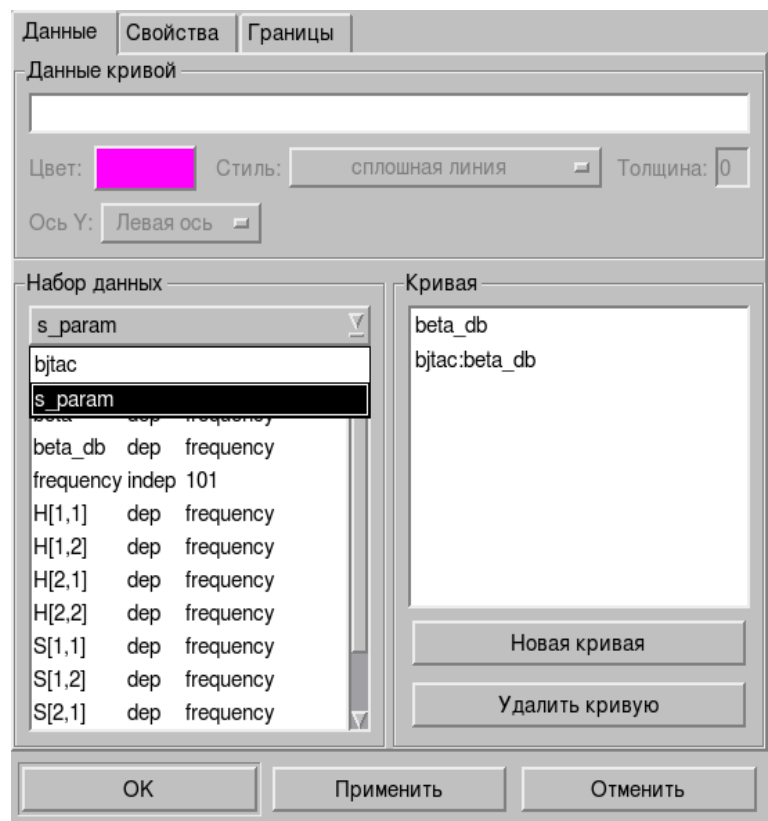 Данные Свойства Границы
Данные кривой
Цвет: Стиль: сплошная линия Толщина: 0
Ось Y: Левая ось
Набор данных
s_param
bjtac
s_param
beta_db dep frequency
frequency indep 101
H[1,1] dep frequency
H[1,2] dep frequency
H[2,1] dep frequency
H[2,2] dep frequency
S[1,1] dep frequency
S[1,2] dep frequency
S[2,1] dep frequency
Кривая
beta_db
bjtac:beta_db
Новая кривая
Удалить кривую
OK Применить Отменить